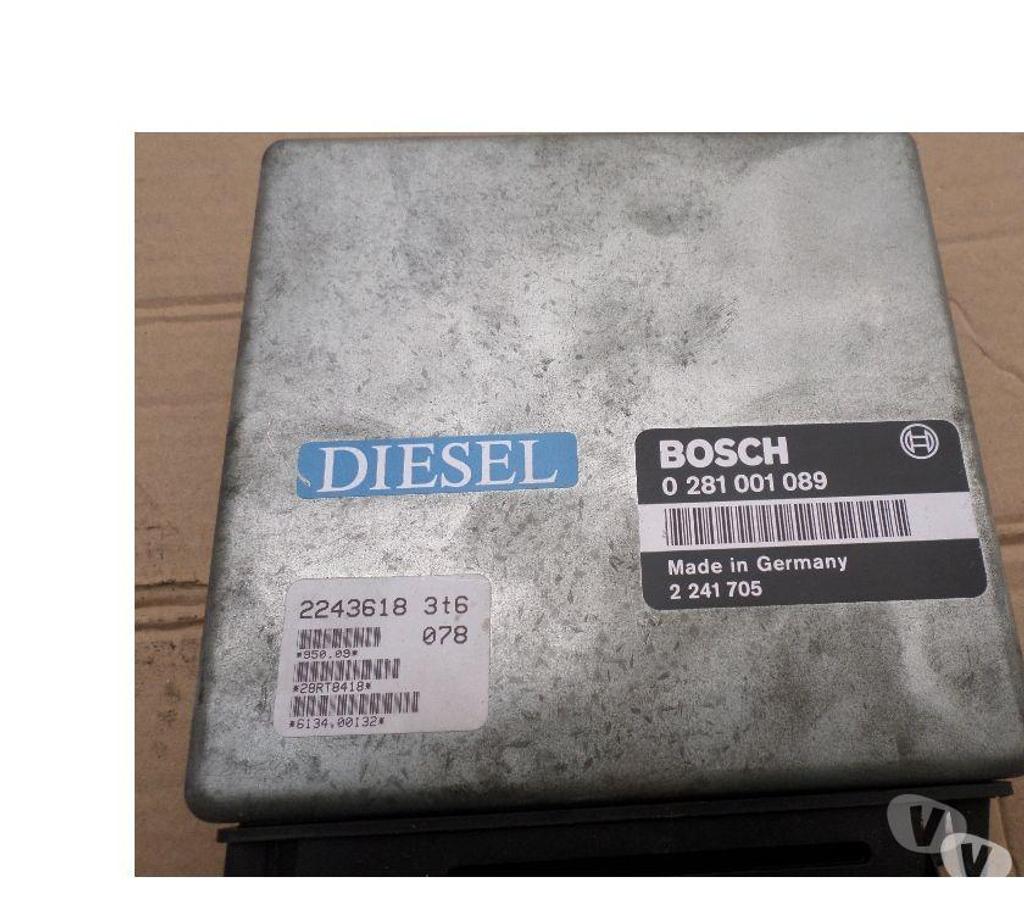 DIESEL
BOSCH
0 281 001 089
Made in Germany
2 241 705
2243618 3t6
078
*950.09*
*28RT8418*
*6134.00132*